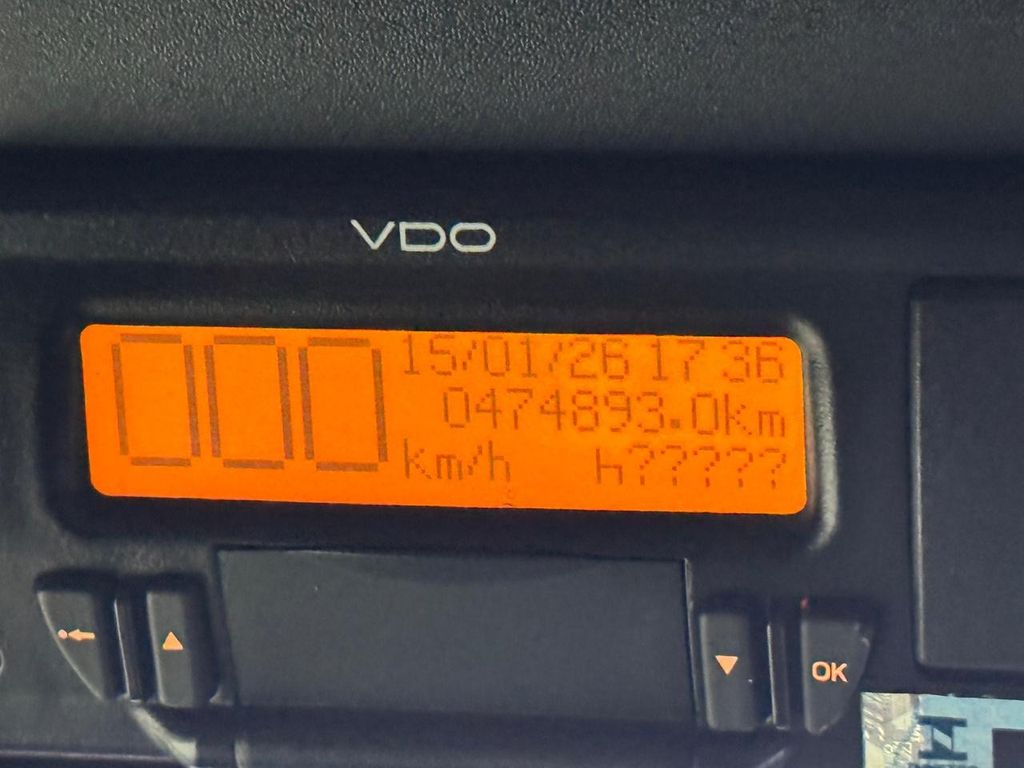 VDO
000
15/01/26 17 36
0474893.0km
km/h h?????
OK